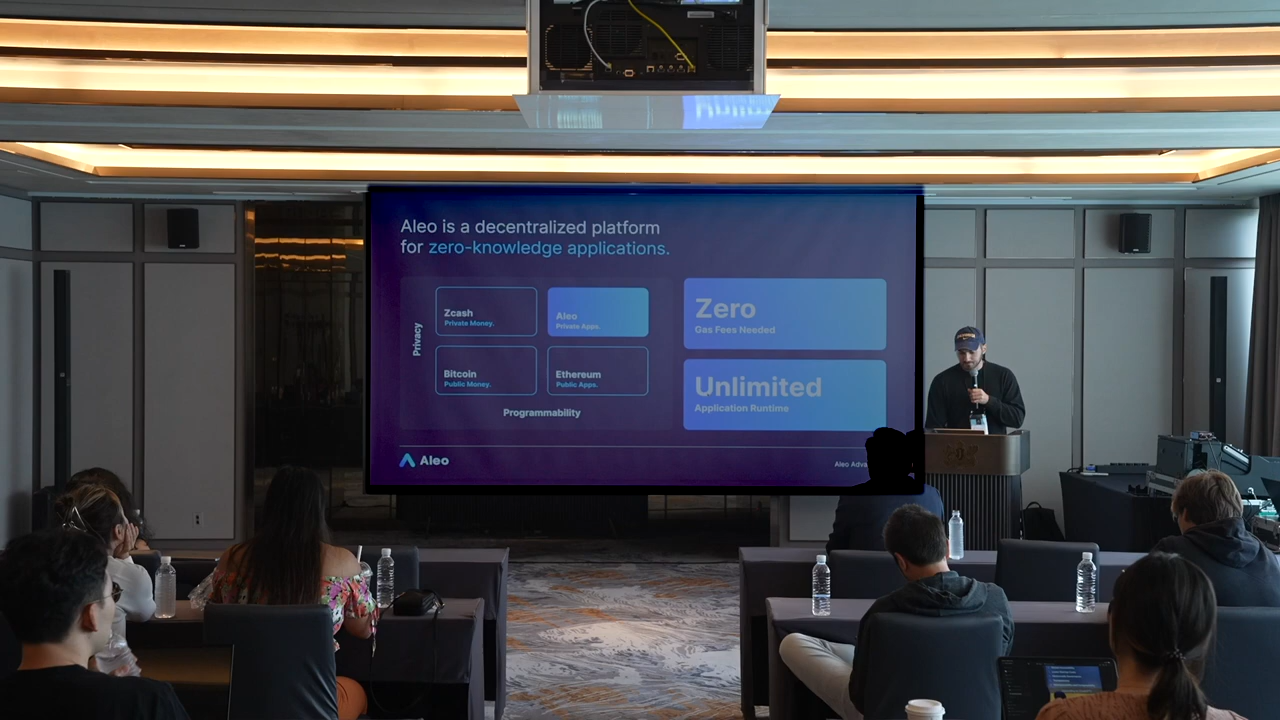 Aleo is a decentralized platform
for zero-knowledge applications.
Privacy
Zcash
Private Money.
Aleo
Private Apps.
Bitcoin
Public Money.
Ethereum
Public Apps.
Programmability
Zero
Gas Fees Needed
Unlimited
Application Runtime
Aleo
Aleo